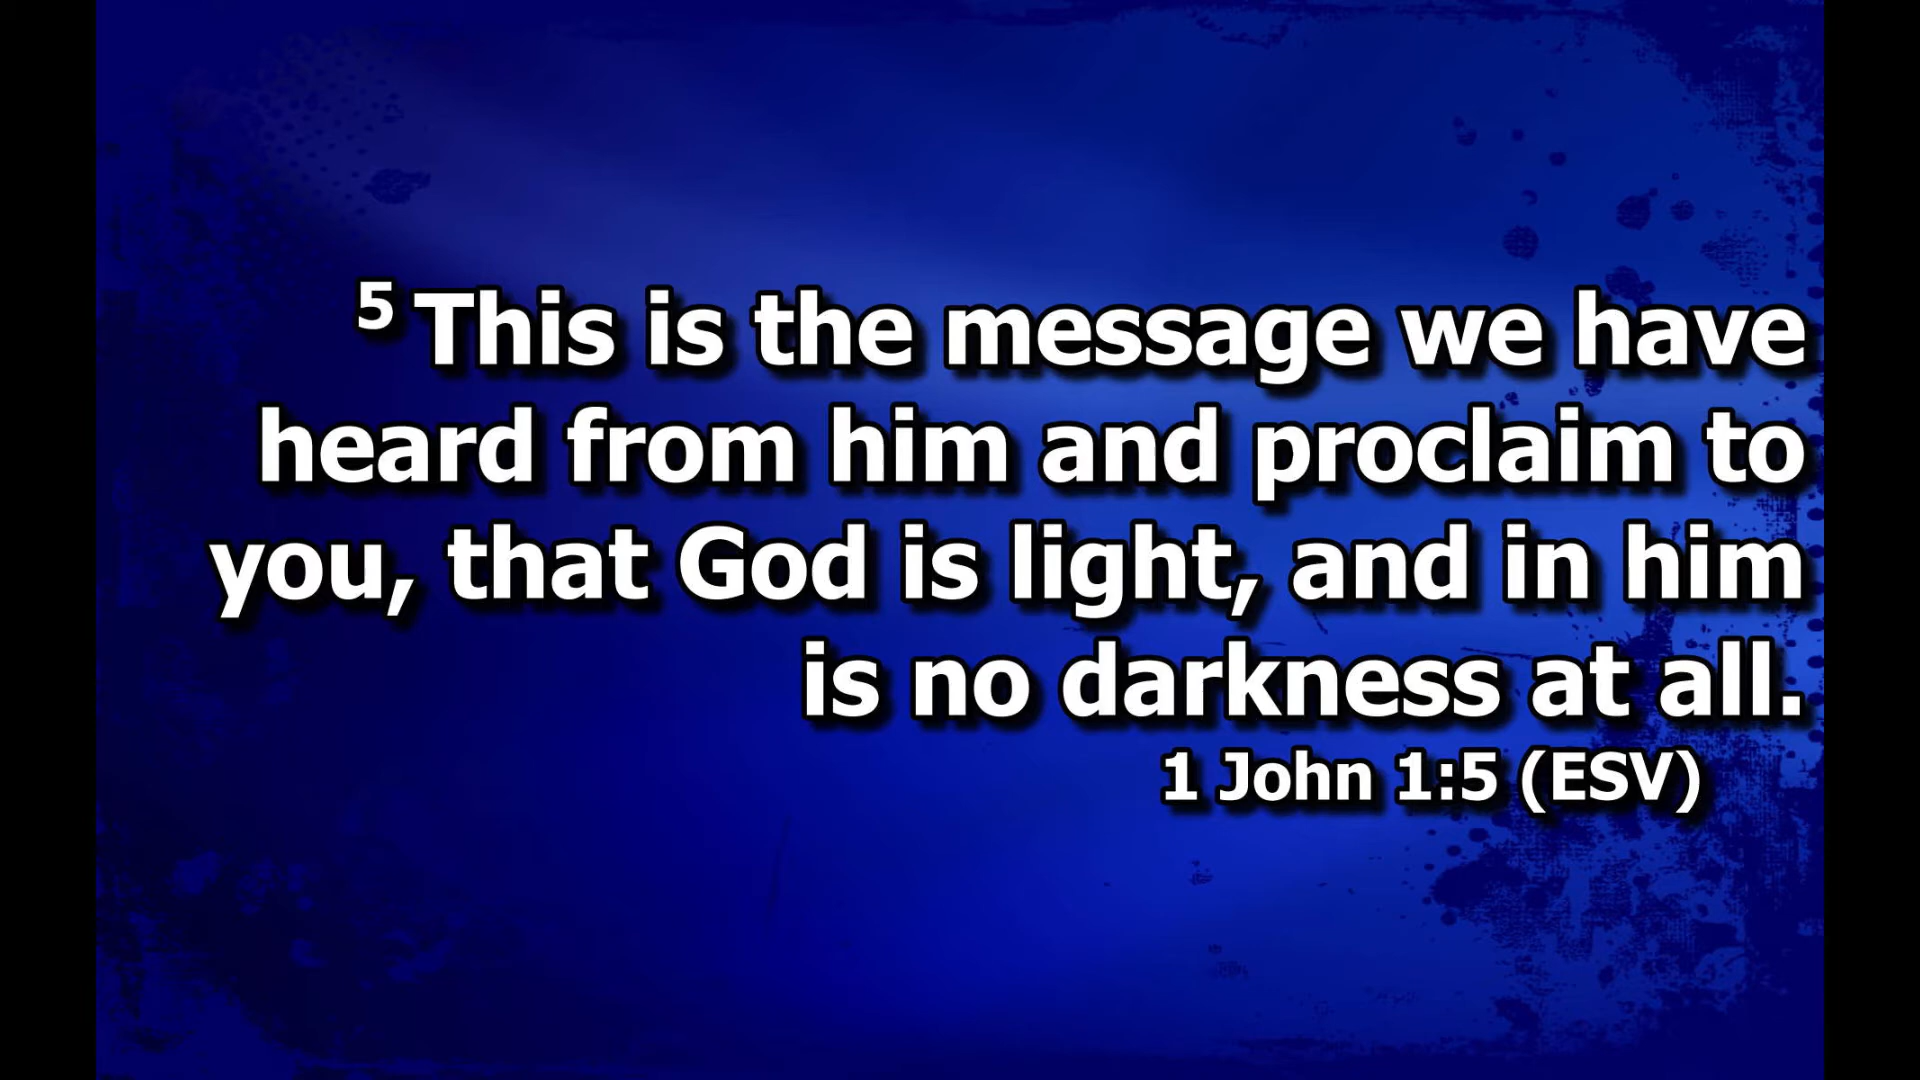 5 This is the message we have
heard from him and proclaim to
you, that God is light, and in him
is no darkness at all.
1 John 1:5 (ESV)